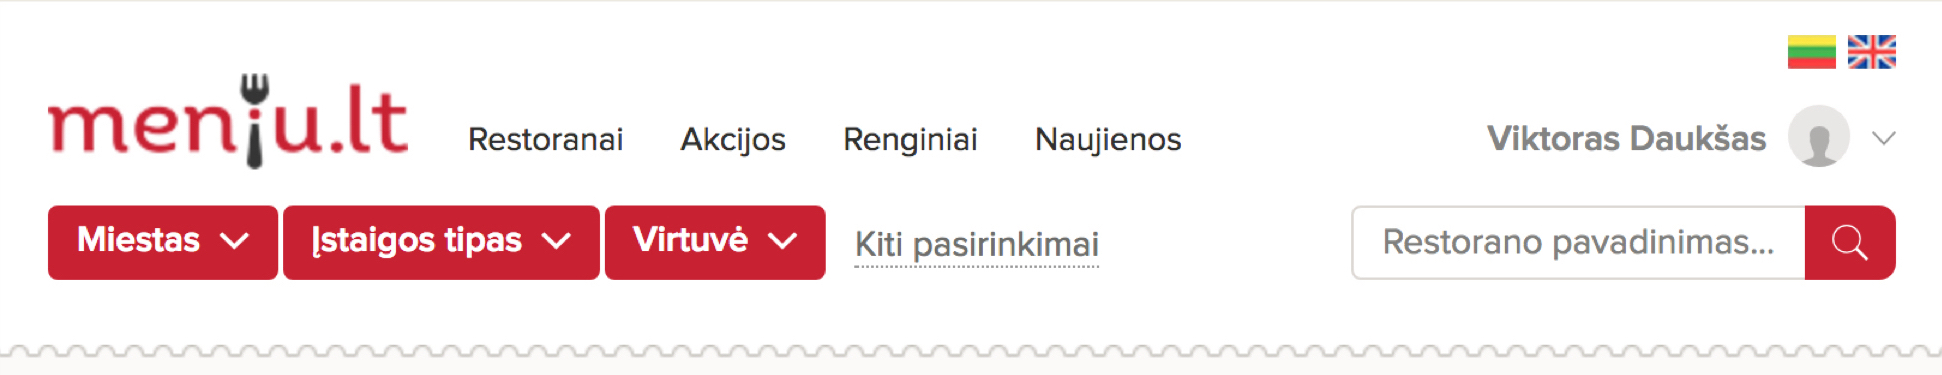 meniu.lt Restoranai Akcijos Renginiai Naujienos Viktoras Daukšas
Miestas Įstaigos tipas Virtuvė Kiti pasirinkimai Restorano pavadinimas...